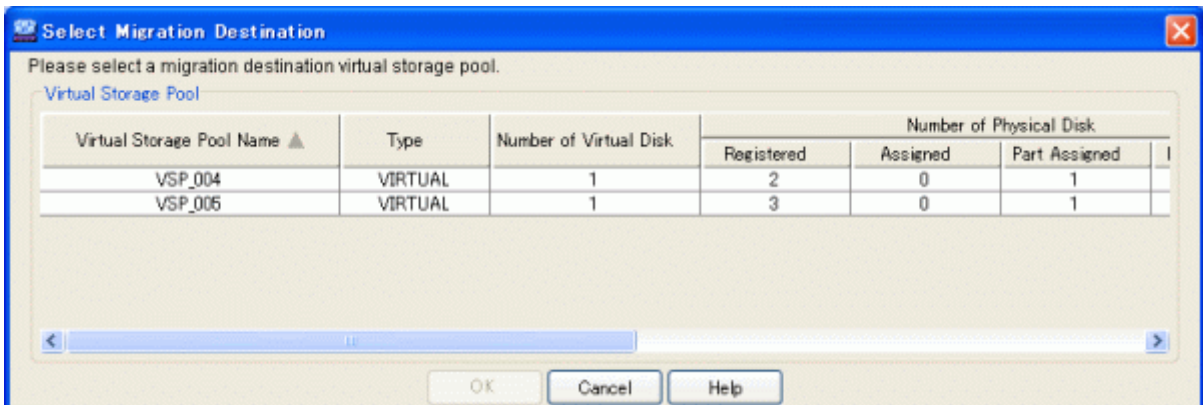 Select Migration Destination
Please select a migration destination virtual storage pool.
Virtual Storage Pool
Virtual Storage Pool Name Type Number of Virtual Disk Number of Physical Disk
Registered Assigned Part Assigned
VSP_004 VIRTUAL 1 2 0 1
VSP_005 VIRTUAL 1 3 0 1
OK Cancel Help